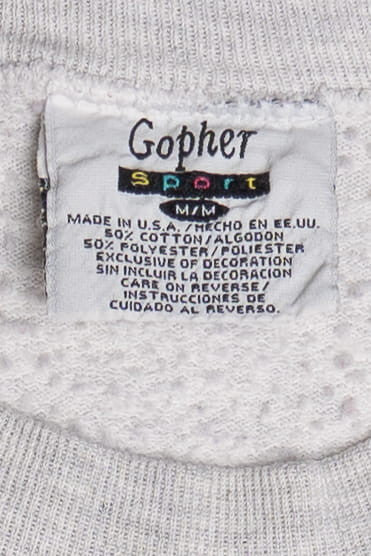 Gopher
Sport
M/M
MADE IN U.S.A./HECHO EN EE.UU.
50% COTTON/ALGODON
50% POLYESTER/POLIESTER
EXCLUSIVE OF DECORATION
SIN INCLUIR LA DECORACION
CARE ON REVERSE/
INSTRUCCIONES DE
CUIDADO AL REVERSO.